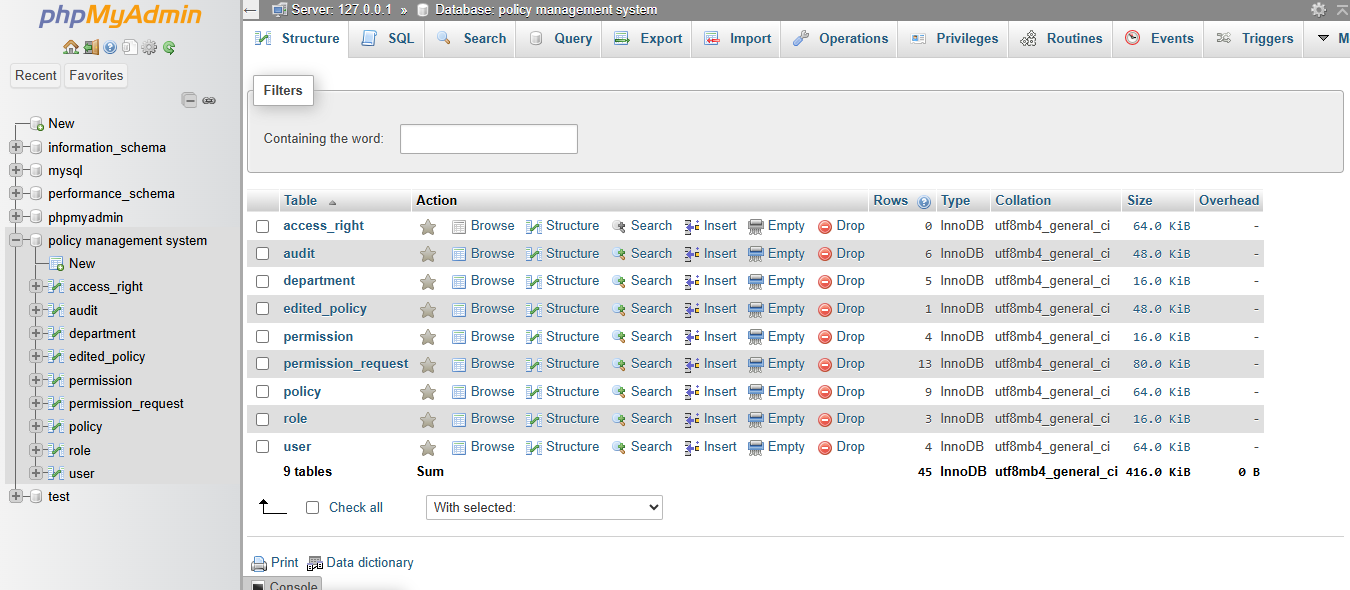 phpMyAdmin
Recent Favorites
New
information_schema
mysql
performance_schema
phpmyadmin
policy management system
New
access_right
audit
department
edited_policy
permission
permission_request
policy
role
user
test
Server: 127.0.0.1 » Database: policy management system
Structure SQL Search Query Export Import Operations Privileges Routines Events Triggers M
Filters
Containing the word:
Table Action Rows Type Collation Size Overhead
access_right Browse Structure Search Insert Empty Drop 0 InnoDB utf8mb4_general_ci 64.0 KiB -
audit Browse Structure Search Insert Empty Drop 6 InnoDB utf8mb4_general_ci 48.0 KiB -
department Browse Structure Search Insert Empty Drop 5 InnoDB utf8mb4_general_ci 16.0 KiB -
edited_policy Browse Structure Search Insert Empty Drop 1 InnoDB utf8mb4_general_ci 48.0 KiB -
permission Browse Structure Search Insert Empty Drop 4 InnoDB utf8mb4_general_ci 16.0 KiB -
permission_request Browse Structure Search Insert Empty Drop 13 InnoDB utf8mb4_general_ci 80.0 KiB -
policy Browse Structure Search Insert Empty Drop 9 InnoDB utf8mb4_general_ci 64.0 KiB -
role Browse Structure Search Insert Empty Drop 3 InnoDB utf8mb4_general_ci 16.0 KiB -
user Browse Structure Search Insert Empty Drop 4 InnoDB utf8mb4_general_ci 64.0 KiB -
9 tables Sum 45 InnoDB utf8mb4_general_ci 416.0 KiB 0 B
Check all With selected:
Print Data dictionary
Console